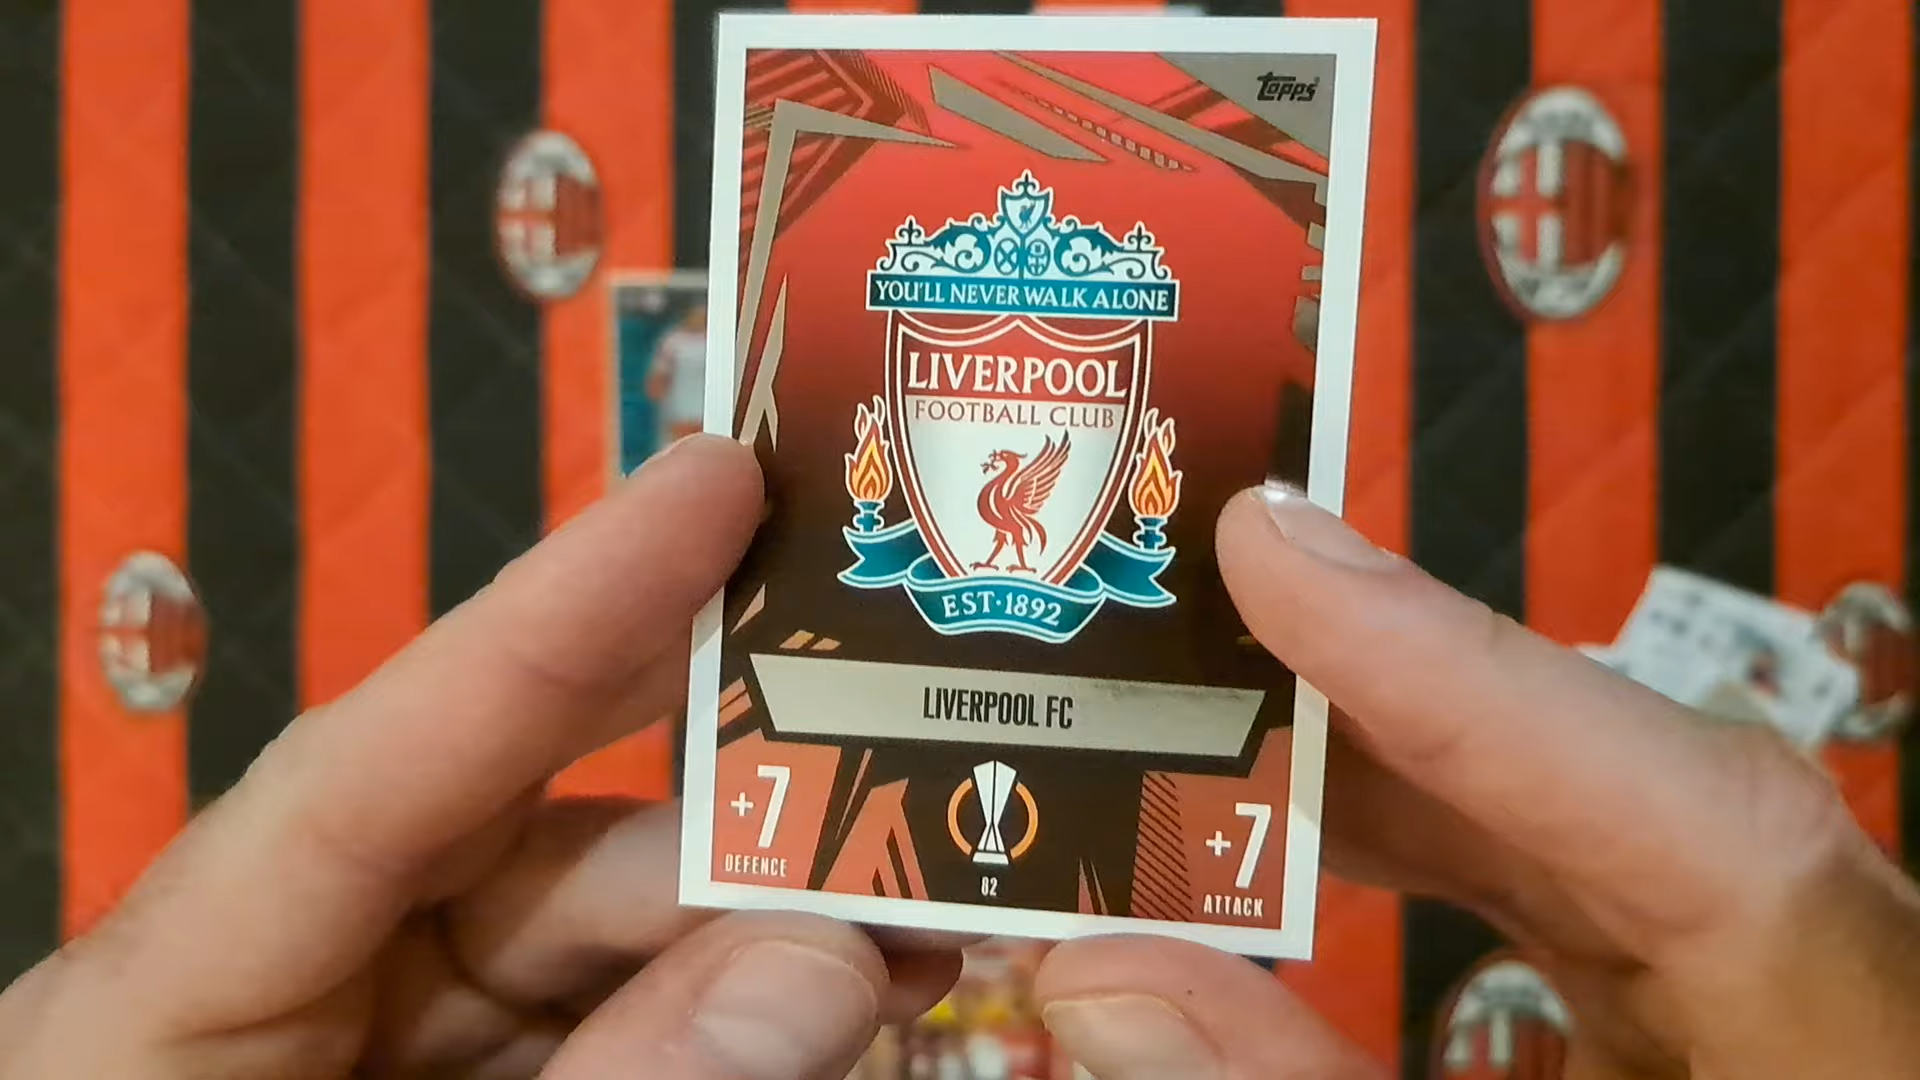 Topps
YOU'LL NEVER WALK ALONE
LIVERPOOL
FOOTBALL CLUB
EST·1892
LIVERPOOL FC
+7
DEFENCE
82
+7
ATTACK